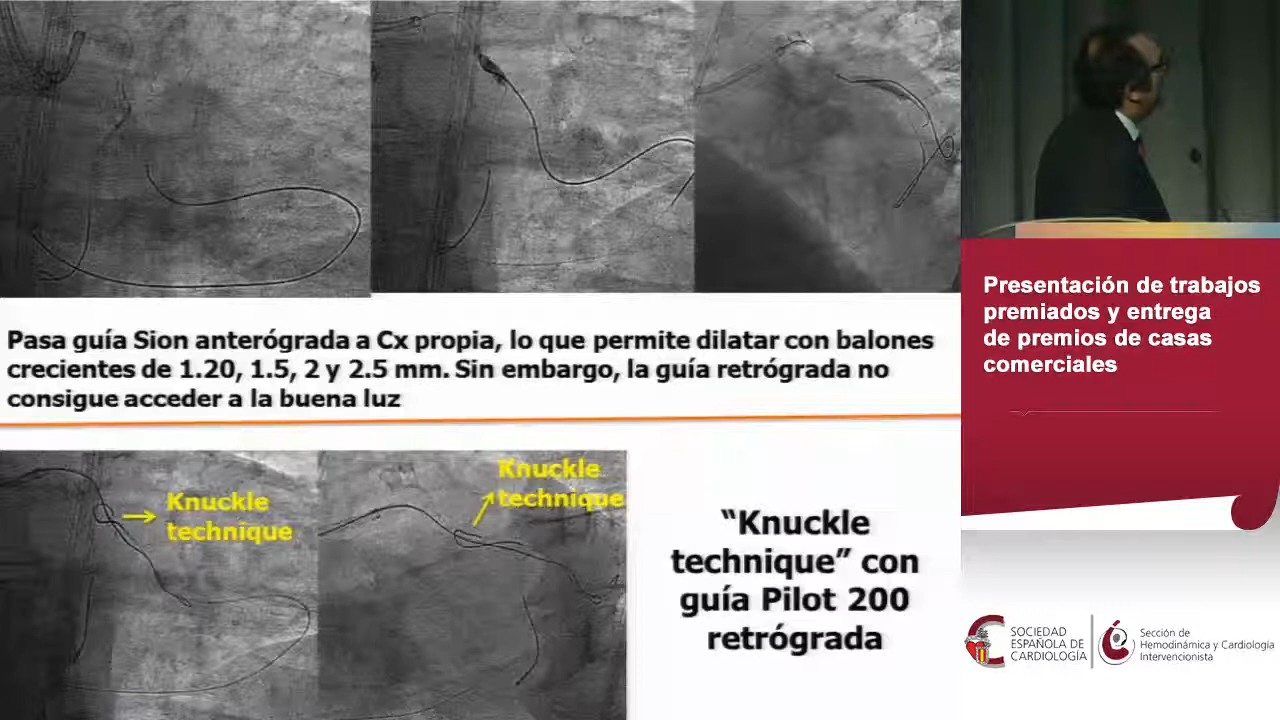 Pasa guía Sion anterógrada a Cx propia, lo que permite dilatar con balones
crecientes de 1.20, 1.5, 2 y 2.5 mm. Sin embargo, la guía retrógrada no
consigue acceder a la buena luz
Knuckle
technique
Knuckle
technique
“Knuckle
technique” con
guía Pilot 200
retrógrada
Presentación de trabajos
premiados y entrega
de premios de casas
comerciales
SOCIEDAD
ESPAÑOLA DE
CARDIOLOGÍA
Sección de
Hemodinámica y Cardiología
Intervencionista